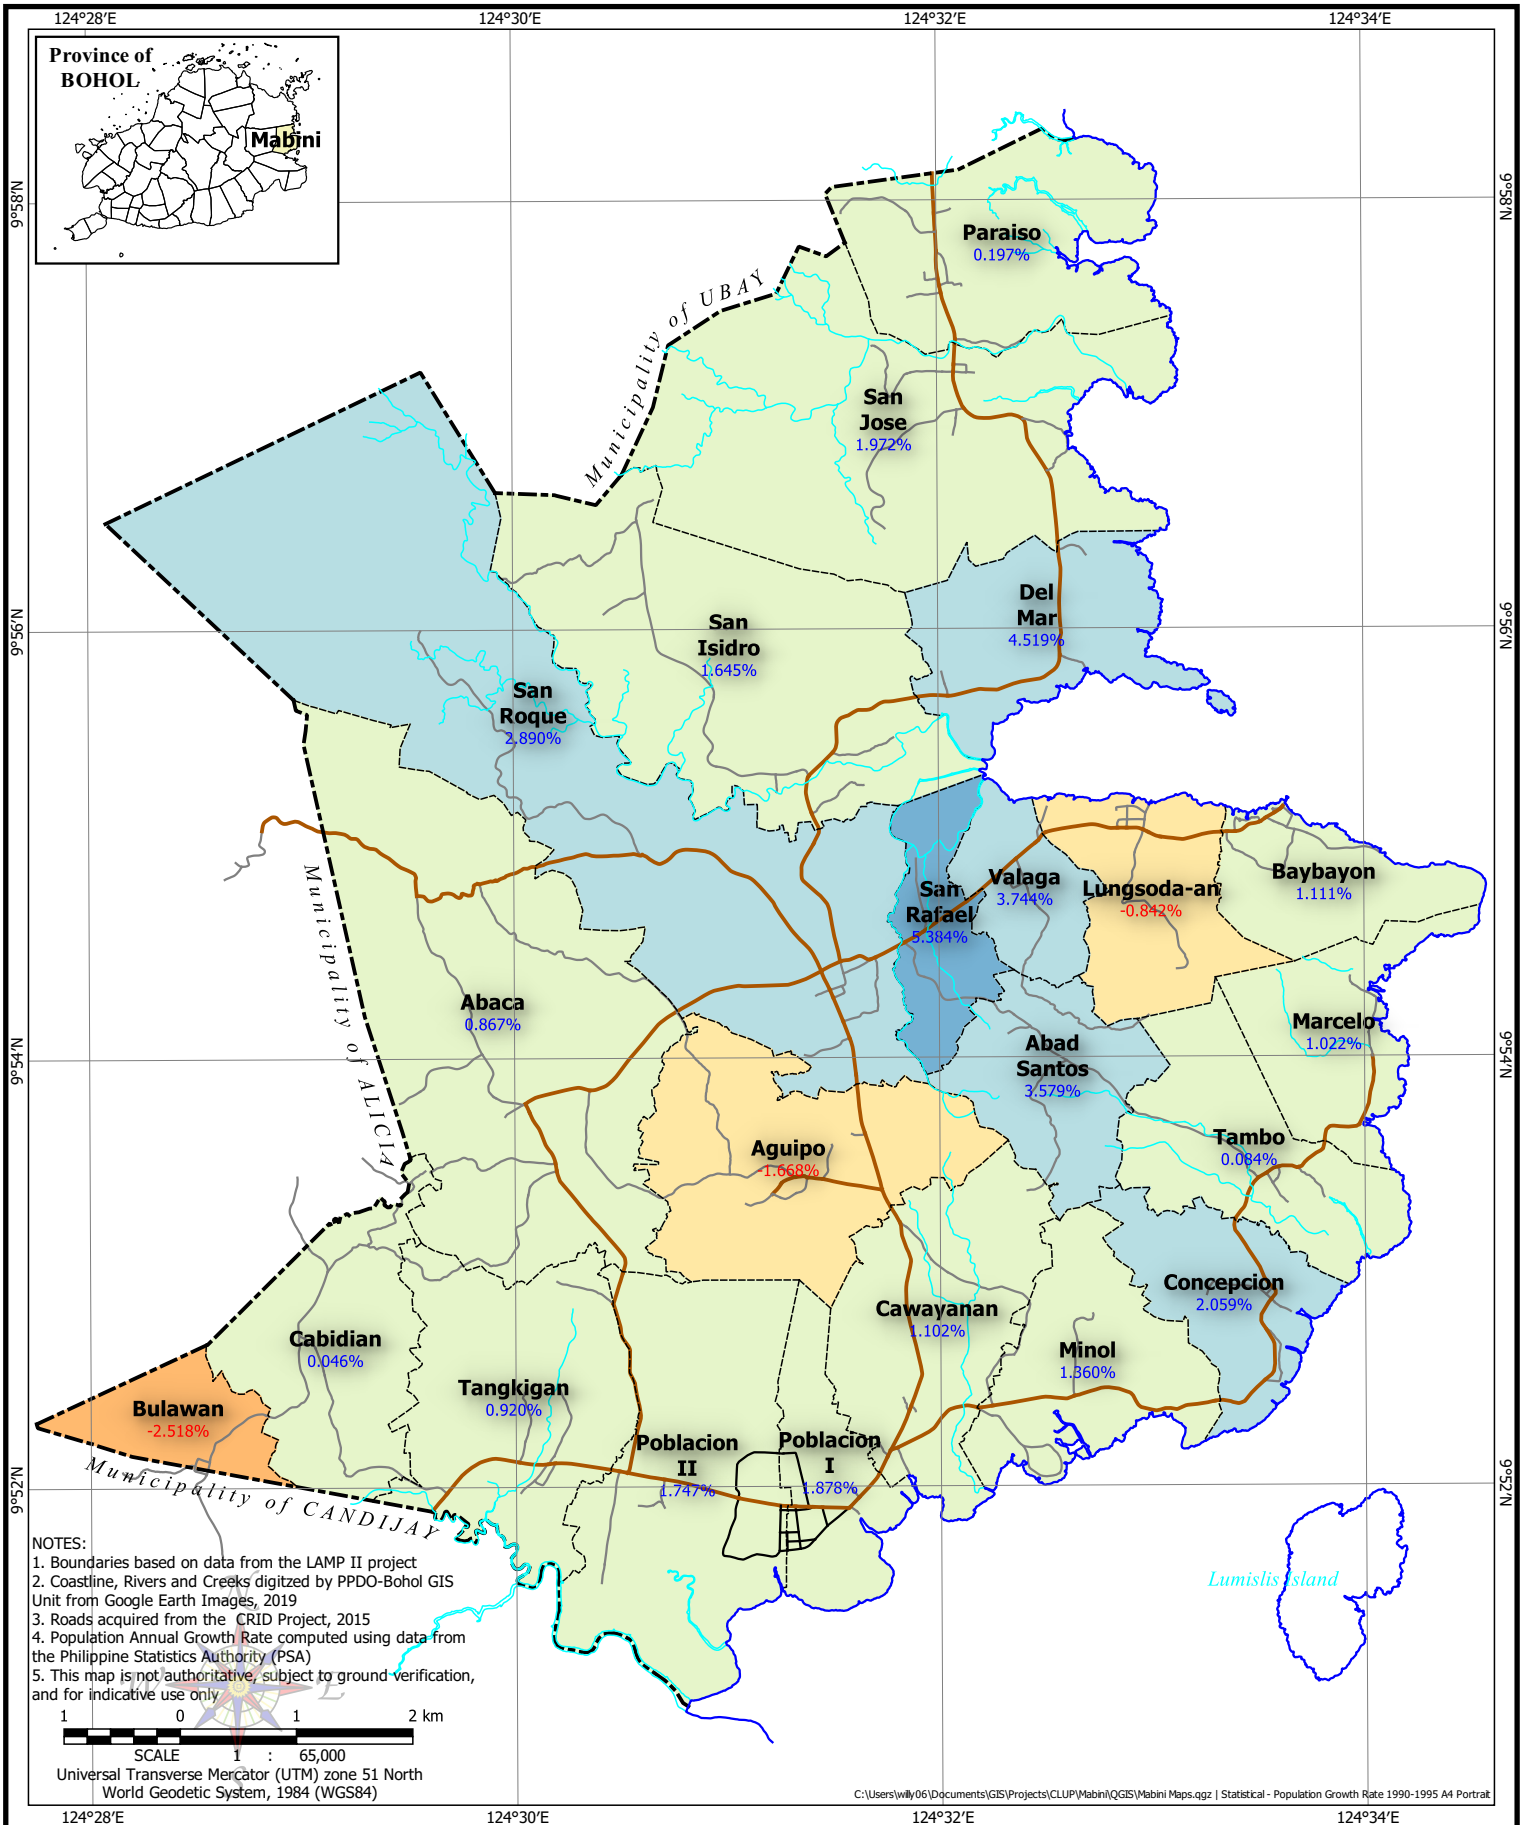 124°28′E 124°30′E 124°32′E 124°34′E
Province of
BOHOL
Mabini
9°58′N
9°58′N
Paraiso
0.197%
Municipality of UBAY
San
Jose
1.972%
Del
Mar
4.519%
9°56′N
9°56′N
San
Isidro
1.645%
San
Roque
2.890%
Valaga
3.744%
San
Rafael
5.384%
Lungsoda-an
-0.842%
Baybayon
1.111%
Municipality of ALICIA
Abaca
0.867%
Marcelo
1.022%
Abad
Santos
3.579%
9°54′N
9°54′N
Aguipo
-1.668%
Tambo
0.084%
Concepcion
2.059%
Cawayanan
1.102%
Cabidian
0.046%
Minol
1.360%
Tangkigan
0.920%
Bulawan
-2.518%
Poblacion
II
1.747%
Poblacion
I
1.878%
9°52′N
9°52′N
Municipality of CANDIJAY
Lumislis Island
NOTES:
1. Boundaries based on data from the LAMP II project
2. Coastline, Rivers and Creeks digitzed by PPDO-Bohol GIS
Unit from Google Earth Images, 2019
3. Roads acquired from the CRID Project, 2015
4. Population Annual Growth Rate computed using data from
the Philippine Statistics Authority (PSA)
5. This map is not authoritative, subject to ground verification,
and for indicative use only
N
W E
S
1 0 1 2 km
SCALE 1 : 65,000
Universal Transverse Mercator (UTM) zone 51 North
World Geodetic System, 1984 (WGS84)
C:\Users\willy06\Documents\GIS\Projects\CLUP\Mabini\QGIS\Mabini Maps.qgz | Statistical - Population Growth Rate 1990-1995 A4 Portrait
124°28′E 124°30′E 124°32′E 124°34′E